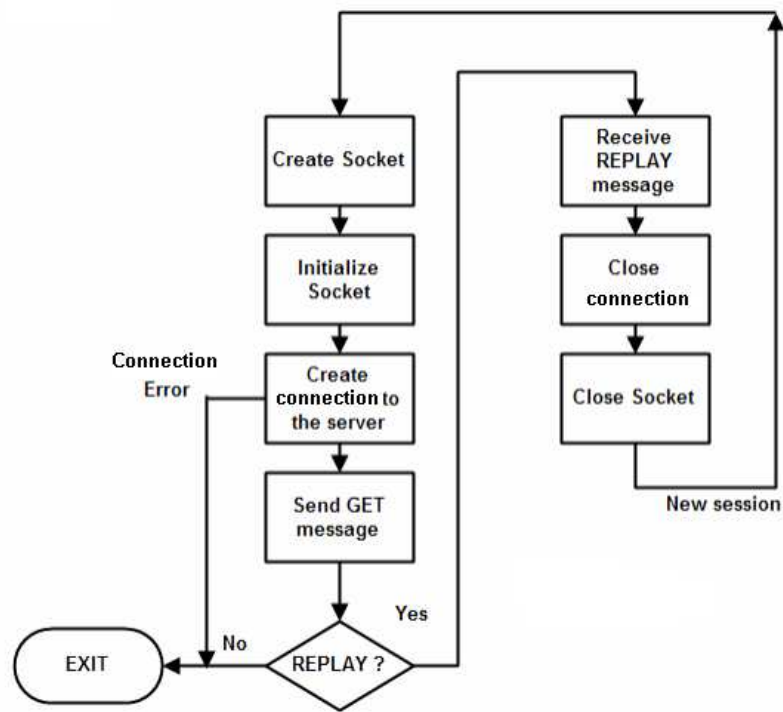 Create Socket
Initialize
Socket
Connection
Error
Create
connection to
the server
Send GET
message
REPLAY ?
No
EXIT
Yes
Receive
REPLAY
message
Close
connection
Close Socket
New session